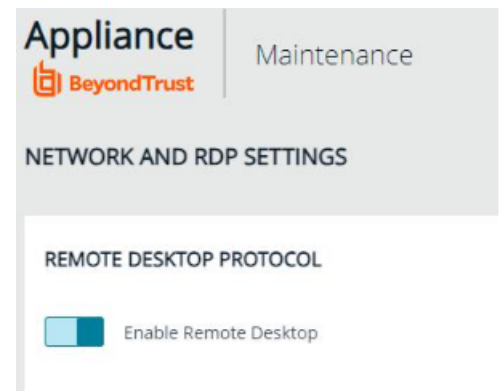 Appliance
BeyondTrust
Maintenance
NETWORK AND RDP SETTINGS
REMOTE DESKTOP PROTOCOL
Enable Remote Desktop